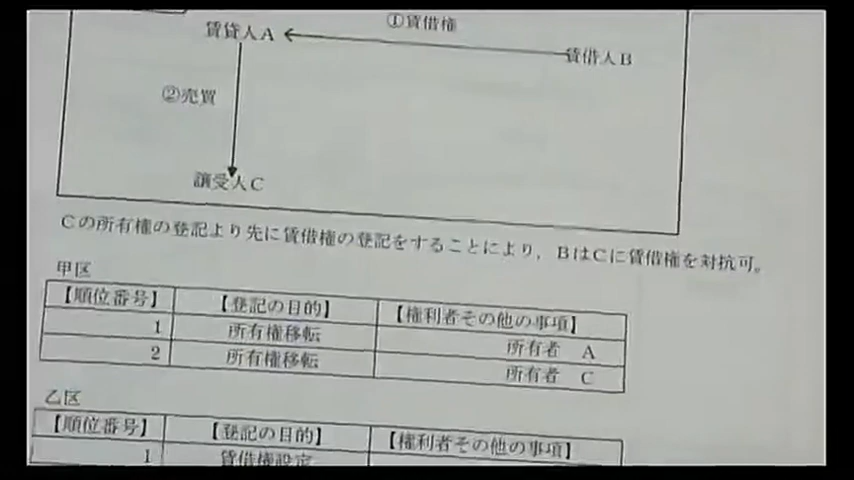 ①賃借権
賃貸人A
賃借人B
②売買
譲受人C
Cの所有権の登記より先に賃借権の登記をすることにより，BはCに賃借権を対抗可。
甲区
【順位番号】 【登記の目的】 【権利者その他の事項】
1 所有権移転 所有者 A
2 所有権移転 所有者 C
乙区
【順位番号】 【登記の目的】 【権利者その他の事項】
1 賃借権設定